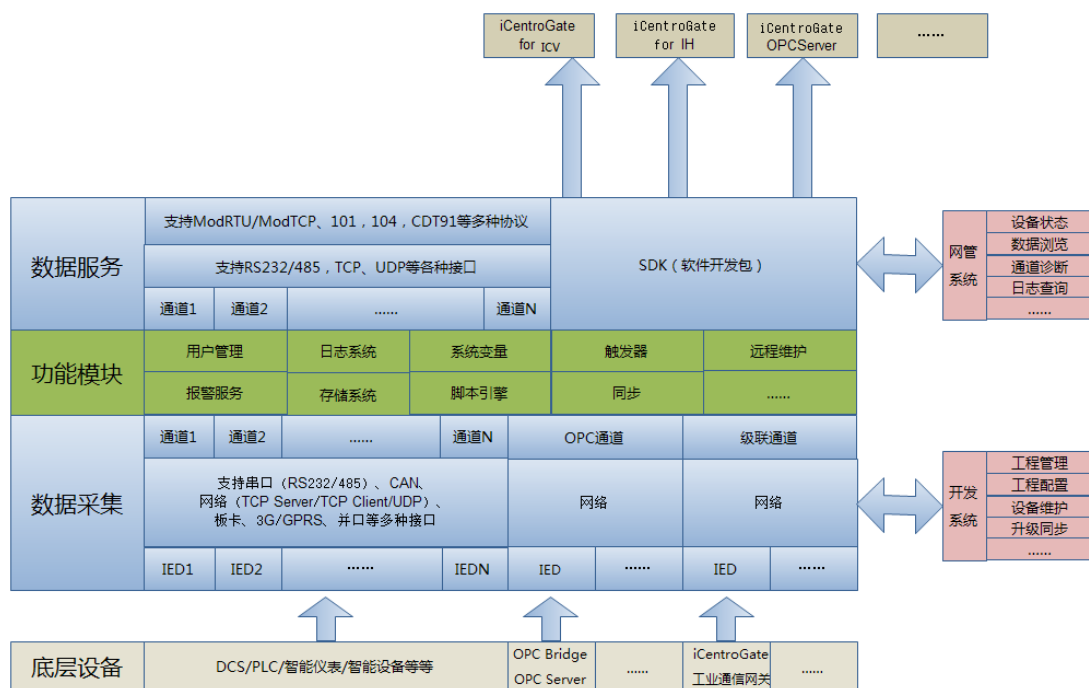 iCentroGate
for ICV
iCentroGate
for IH
iCentroGate
OPCServer
······
数据服务
支持ModRTU/ModTCP、101，104，CDT91等多种协议
支持RS232/485，TCP、UDP等各种接口
通道1
通道2
......
通道N
SDK（软件开发包）
网管
系统
设备状态
数据浏览
通道诊断
日志查询
......
功能模块
用户管理
日志系统
系统变量
触发器
远程维护
报警服务
存储系统
脚本引擎
同步
......
数据采集
通道1
通道2
......
通道N
OPC通道
级联通道
支持串口（RS232/485）、CAN、
网络（TCP Server/TCP Client/UDP）、
板卡、3G/GPRS、并口等多种接口
网络
网络
IED1
IED2
······
IEDN
IED
······
IED
······
开发
系统
工程管理
工程配置
设备维护
升级同步
......
底层设备
DCS/PLC/智能仪表/智能设备等等
OPC Bridge
OPC Server
......
iCentroGate
工业通信网关
......